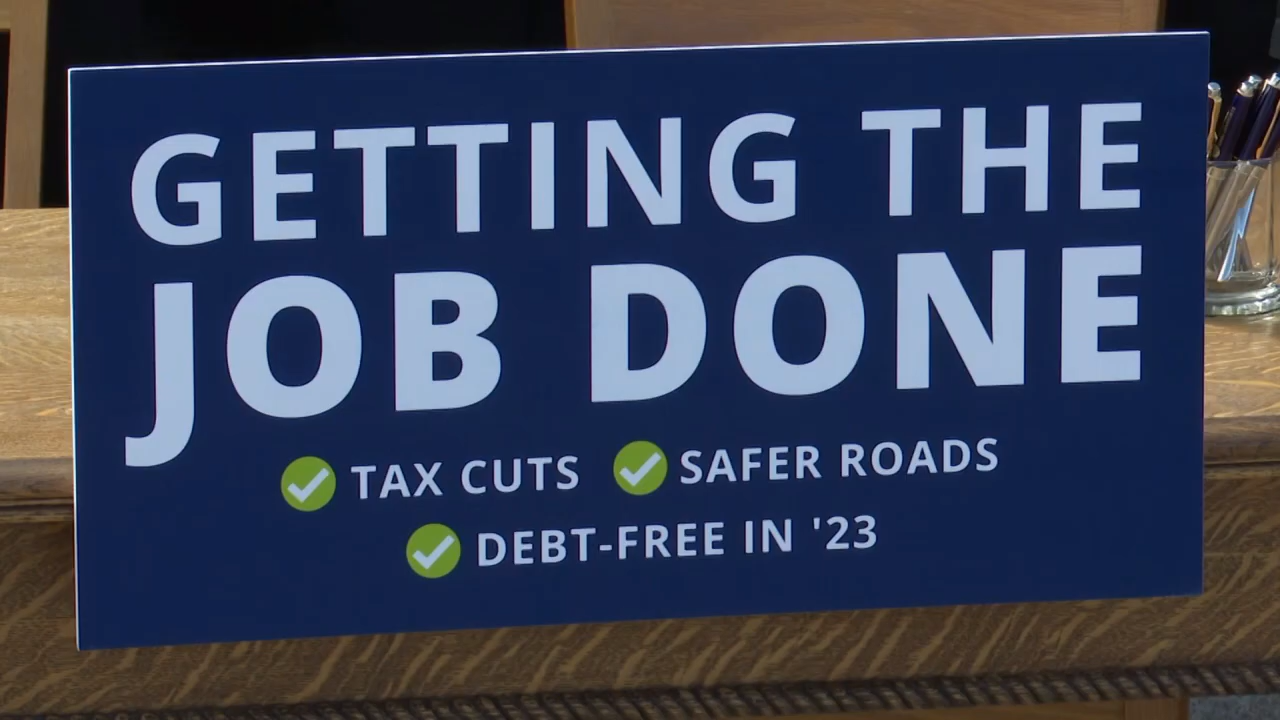 GETTING THE
JOB DONE
TAX CUTS SAFER ROADS
DEBT-FREE IN '23